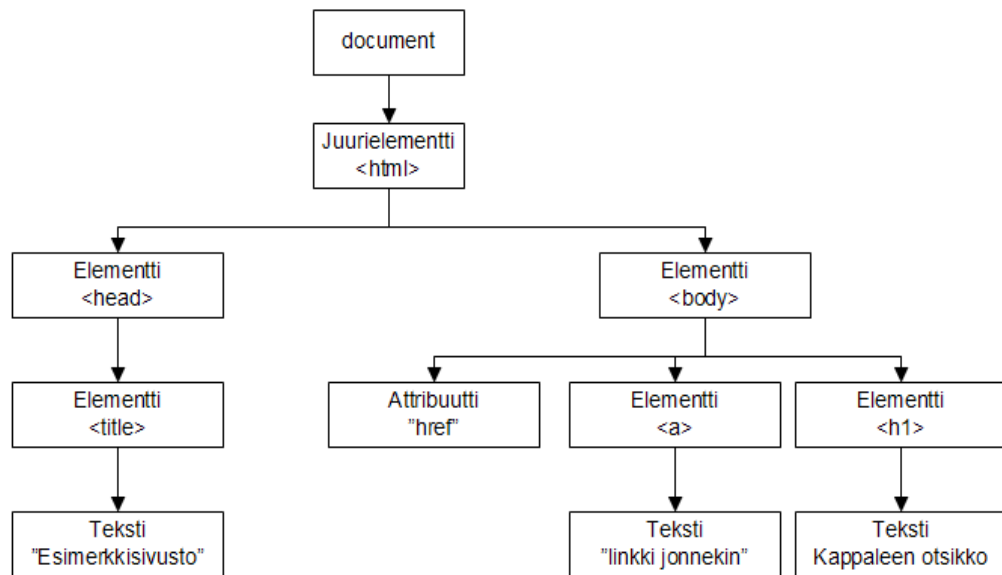 document
Juurielementti
<html>
Elementti
<head>
Elementti
<body>
Elementti
<title>
Attribuutti
"href"
Elementti
<a>
Elementti
<h1>
Teksti
"Esimerkkisivusto"
Teksti
"linkki jonnekin"
Teksti
Kappaleen otsikko